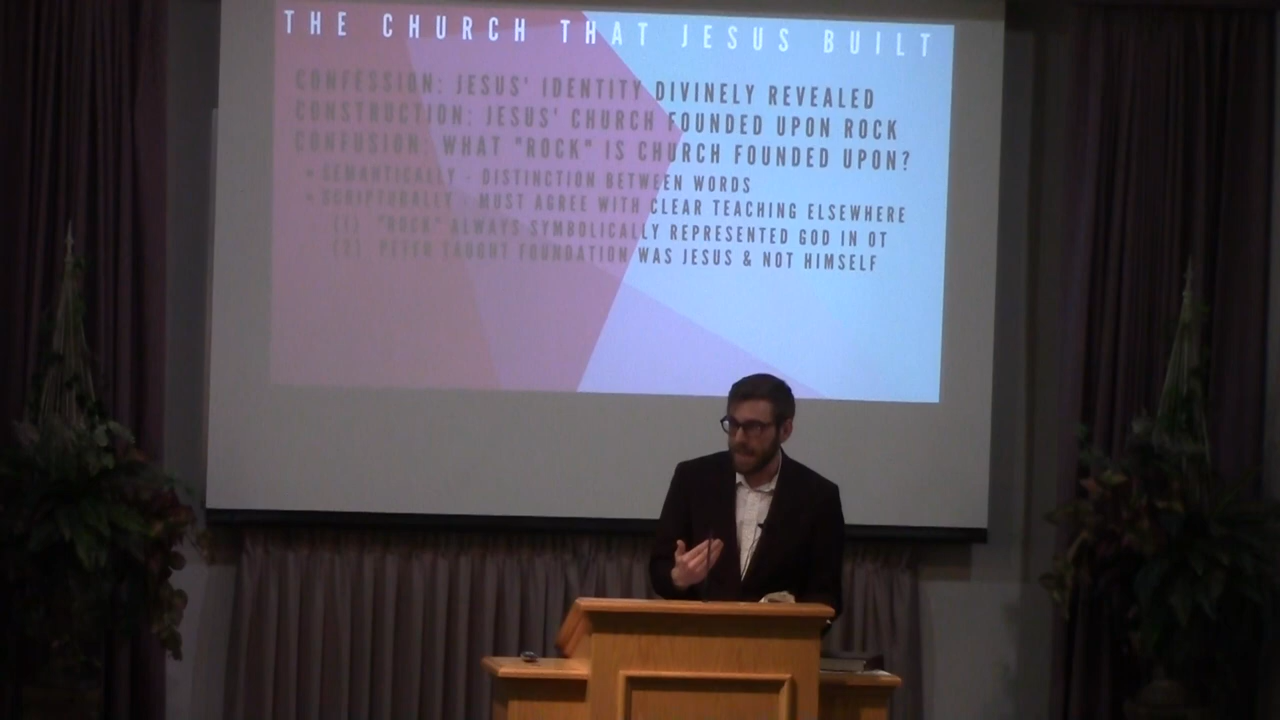 THE CHURCH THAT JESUS BUILT
CONFESSION: JESUS' IDENTITY DIVINELY REVEALED
CONSTRUCTION: JESUS' CHURCH FOUNDED UPON ROCK
CONFUSION: WHAT "ROCK" IS CHURCH FOUNDED UPON?
• SEMANTICALLY - DISTINCTION BETWEEN WORDS
• SCRIPTURALLY - MUST AGREE WITH CLEAR TEACHING ELSEWHERE
(1) "ROCK" ALWAYS SYMBOLICALLY REPRESENTED GOD IN OT
(2) PETER TAUGHT FOUNDATION WAS JESUS & NOT HIMSELF